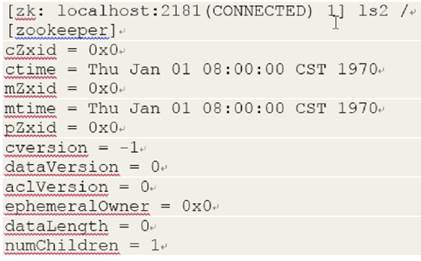 [zk: localhost:2181(CONNECTED) 1] ls2 /
[zookeeper]
cZxid = 0x0
ctime = Thu Jan 01 08:00:00 CST 1970
mZxid = 0x0
mtime = Thu Jan 01 08:00:00 CST 1970
pZxid = 0x0
cversion = -1
dataVersion = 0
aclVersion = 0
ephemeralOwner = 0x0
dataLength = 0
numChildren = 1